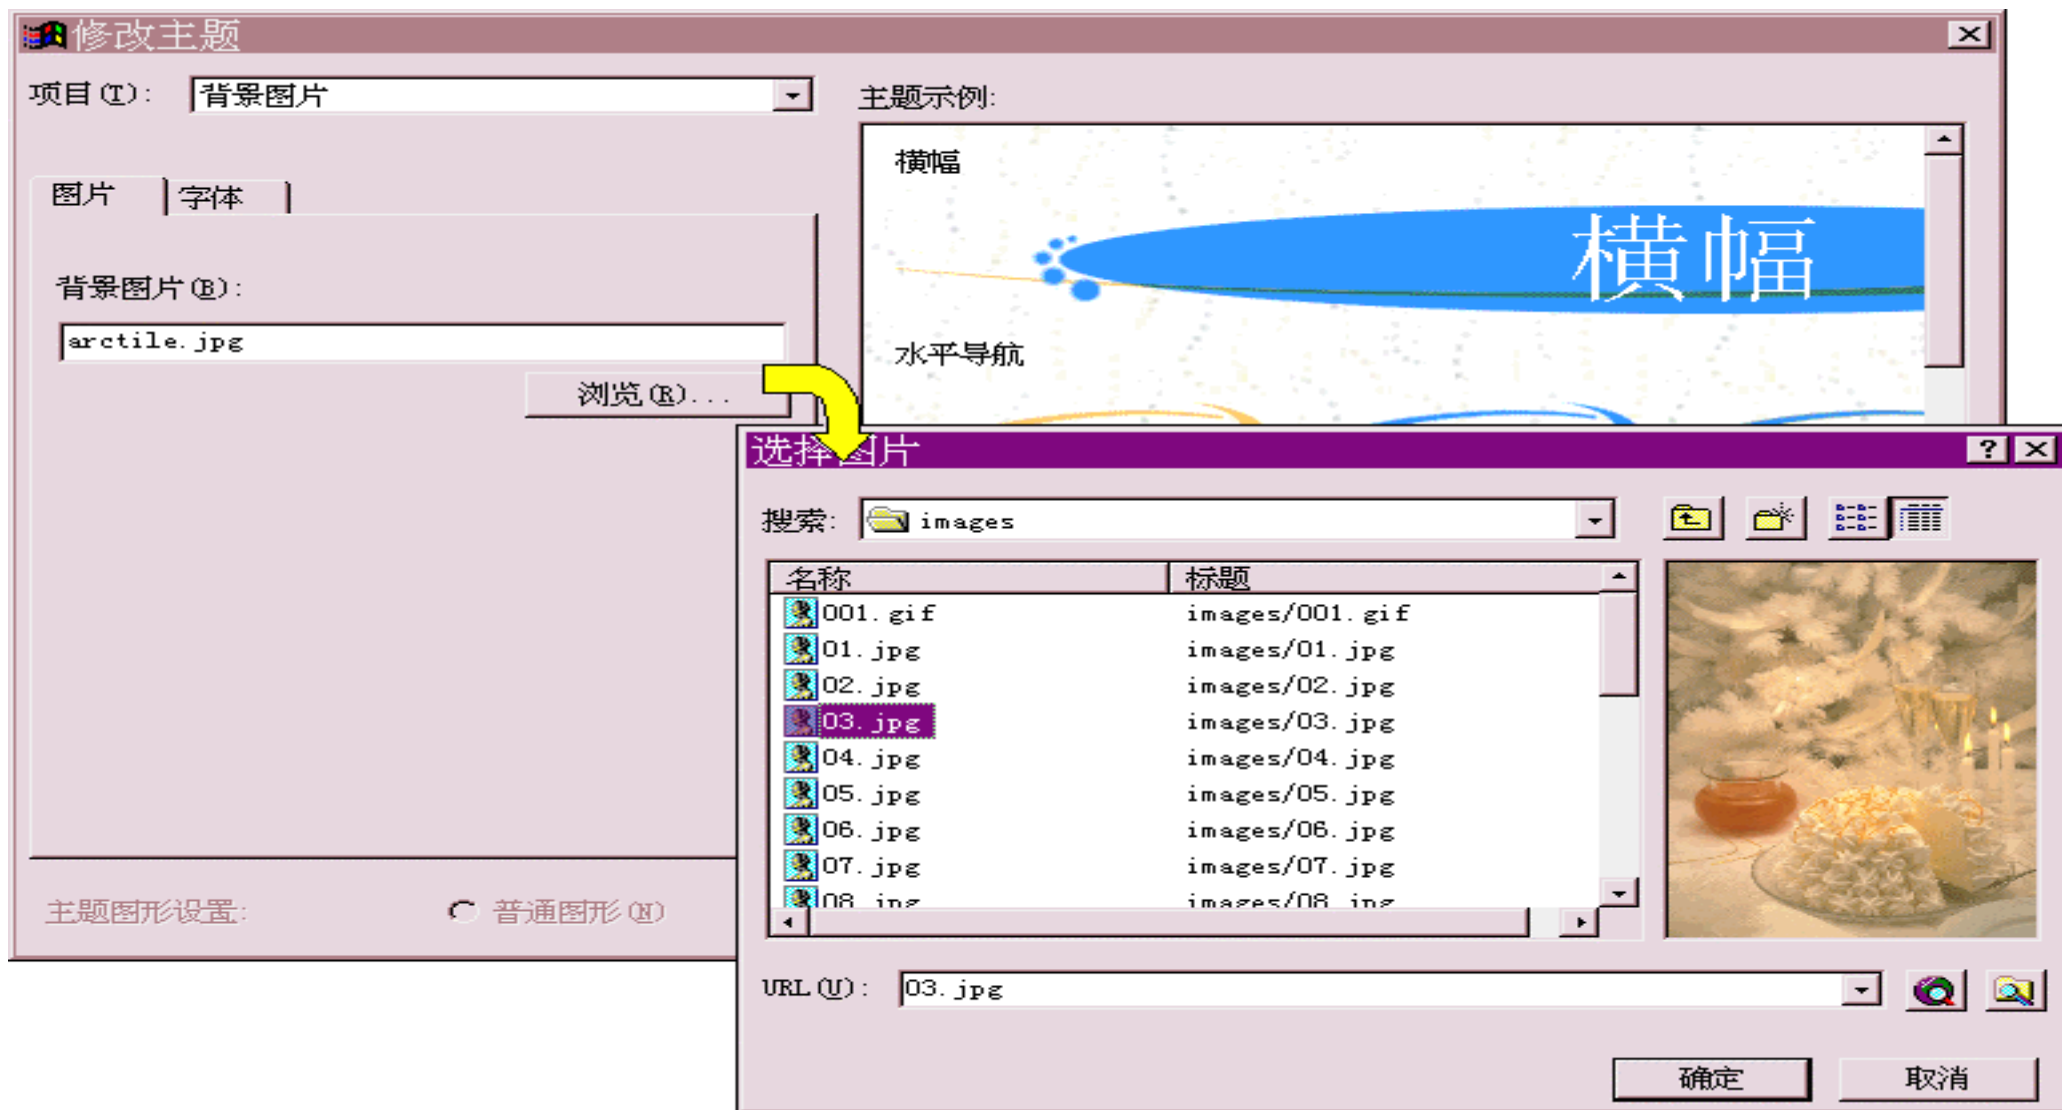 修改主题
项目(T): 背景图片
主题示例:
图片 字体
背景图片(B):
arctile.jpg
浏览(R)...
横幅
横幅
水平导航
主题图形设置: 普通图形(N)
选择图片
搜索: images
名称 标题
001.gif images/001.gif
01.jpg images/01.jpg
02.jpg images/02.jpg
03.jpg images/03.jpg
04.jpg images/04.jpg
05.jpg images/05.jpg
06.jpg images/06.jpg
07.jpg images/07.jpg
08.jpg images/08.jpg
URL(U): 03.jpg
确定 取消